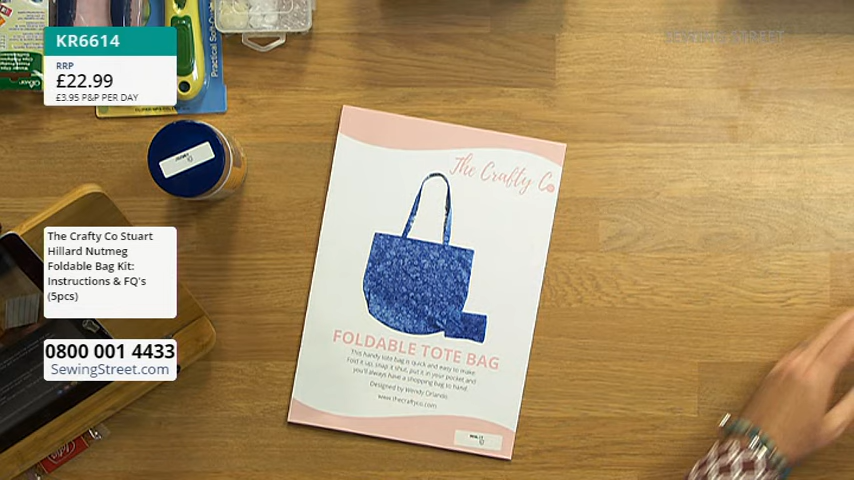 KR6614
RRP
£22.99
£3.95 P&P PER DAY
SEWING STREET
The Crafty Co Stuart
Hillard Nutmeg
Foldable Bag Kit:
Instructions & FQ's
(5pcs)
0800 001 4433
SewingStreet.com
The Crafty Co
FOLDABLE TOTE BAG
This handy tote bag is quick and easy to make
Fold it up, snap it shut, put it in your pocket and
you'll always have a shopping bag to hand
Designed by Wendy Orlando
www.thecraftyco.com